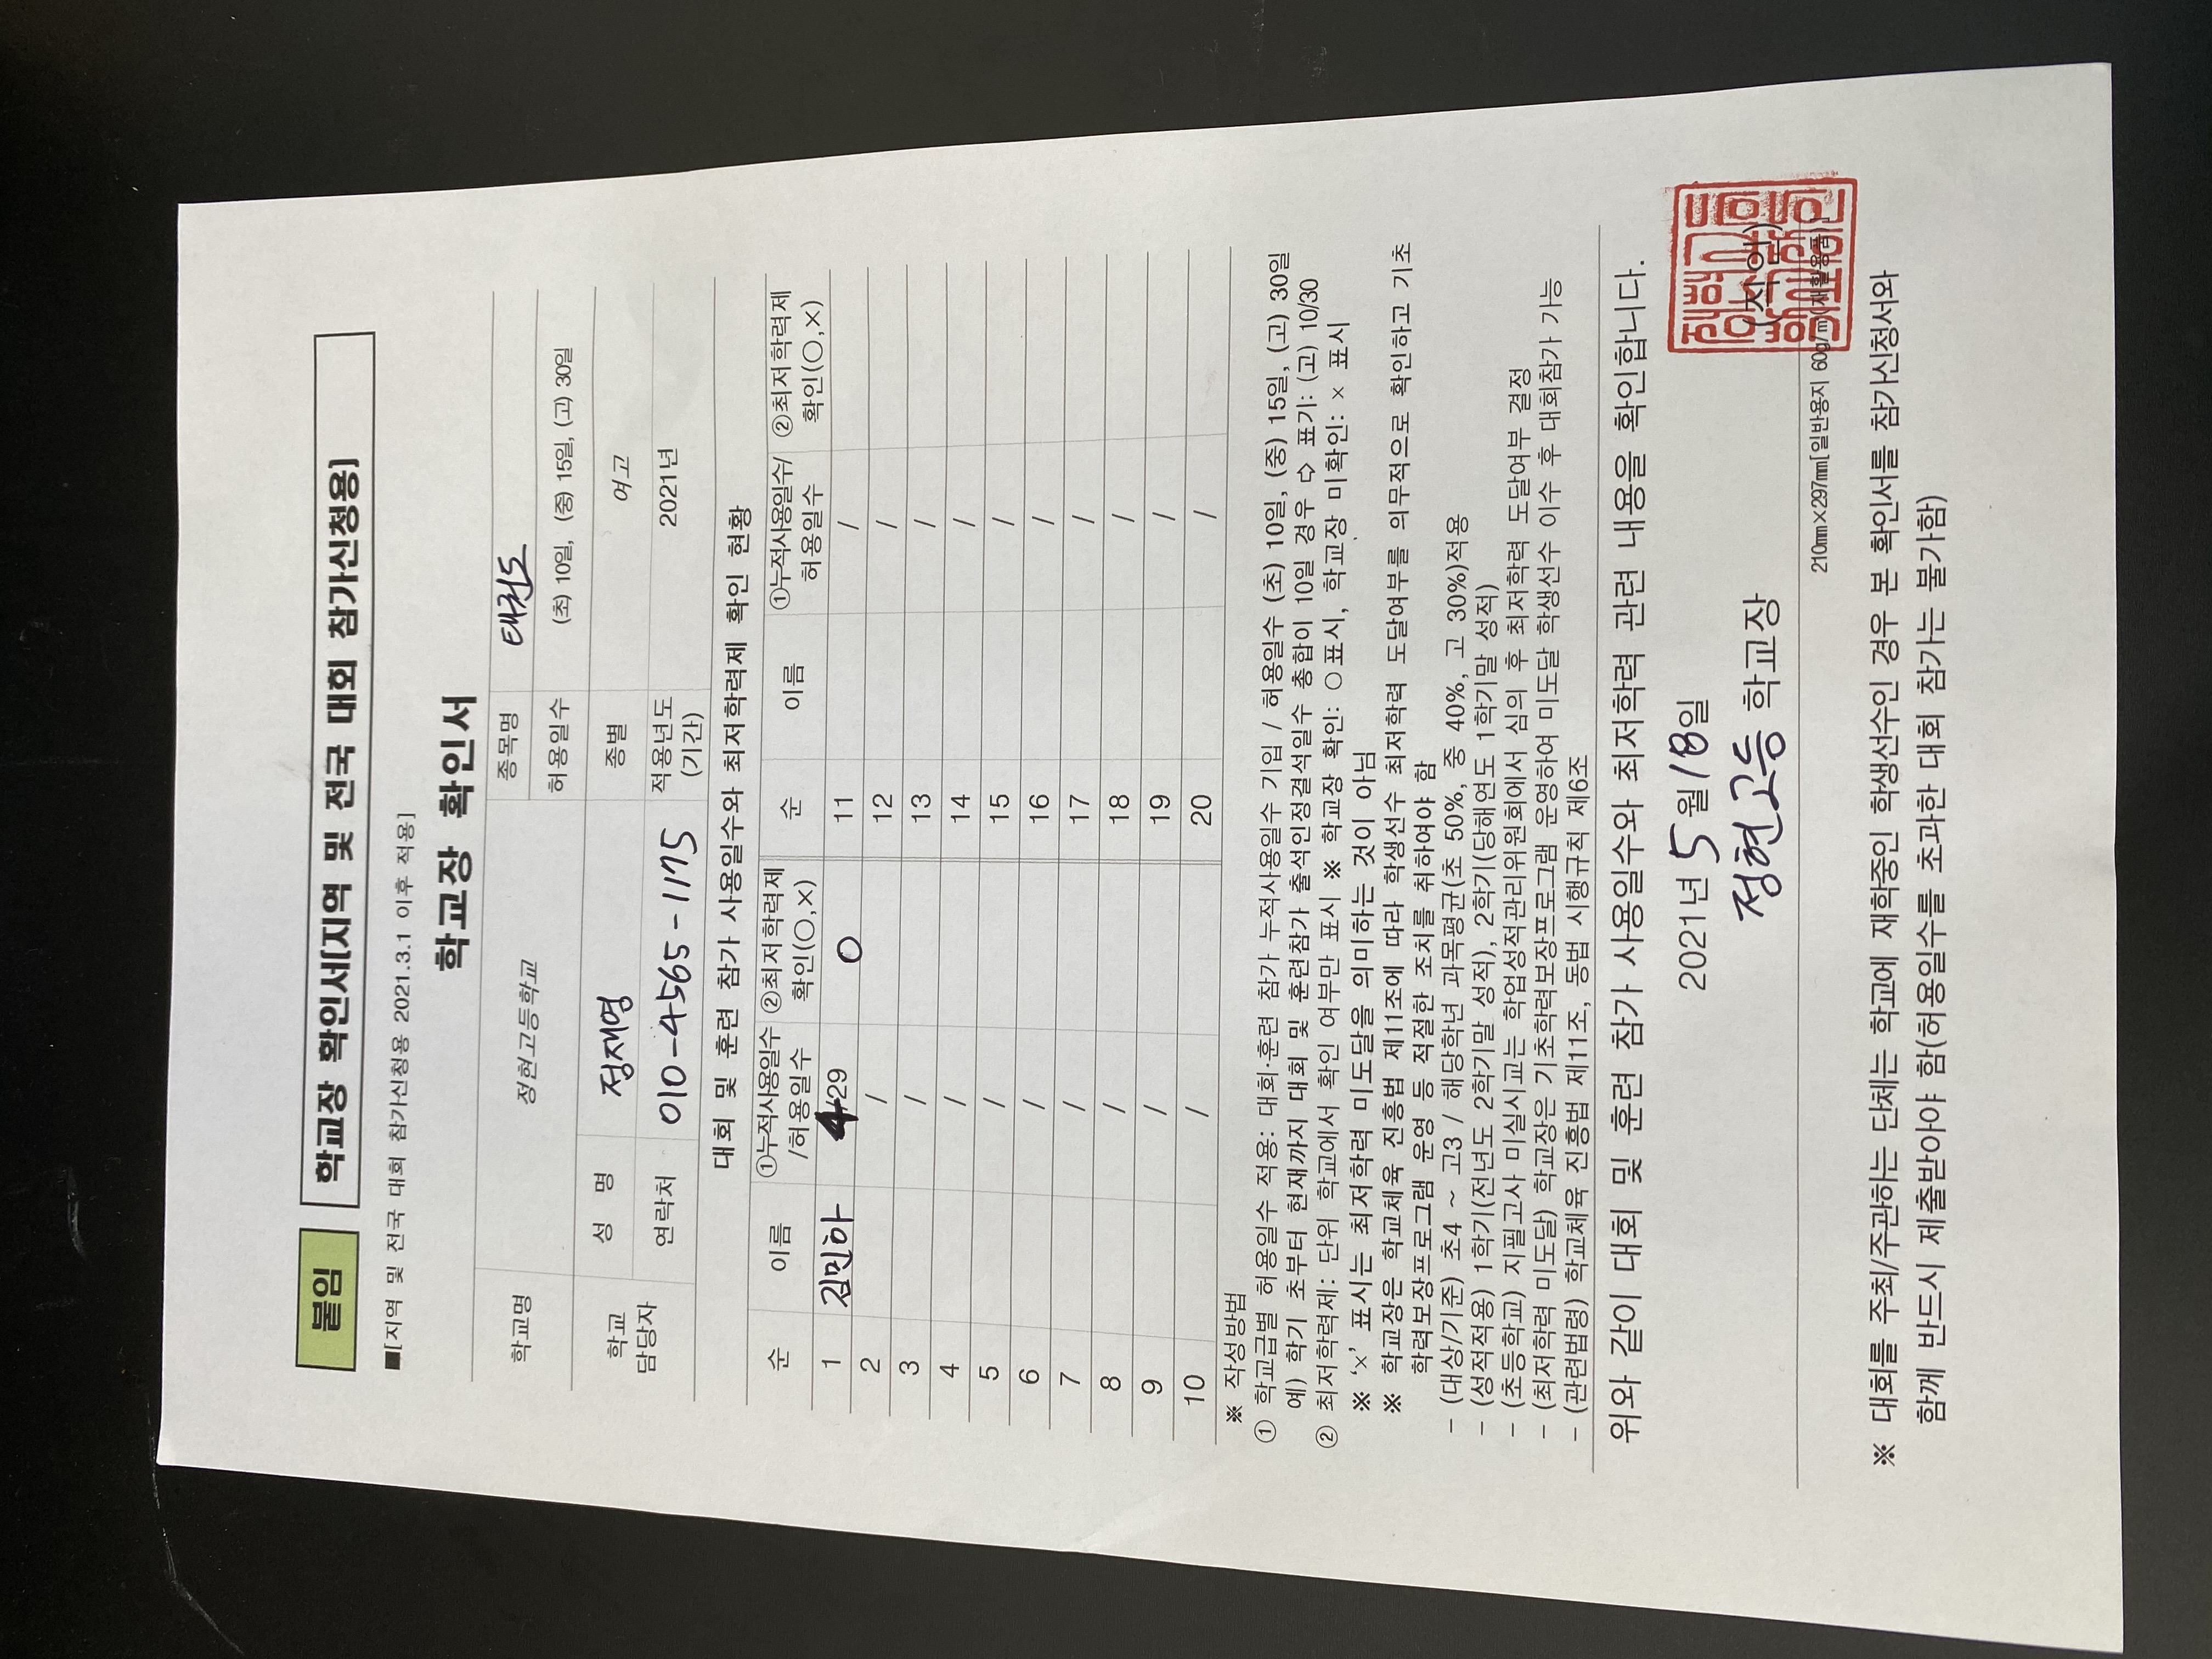 붙임 학교장 확인서[지역 및 전국 대회 참가신청용]
■[지역 및 전국 대회 참가신청용 2021.3.1 이후 적용]
학교장 확인서
학교명 정현고등학교 종목명 태권도
허용일수 (초) 10일, (중) 15일, (고) 30일
학교 담당자 성 명 정재영 종별 여고
연락처 010-4565-1175 적용년도 (기간) 2021년
대회 및 훈련 참가 사용일수와 최저학력제 확인 현황
순 이름 ①누적사용일수 /허용일수 ②최저학력제 확인(○,×) 순 이름 ①누적사용일수/ 허용일수 ②최저학력제 확인(○,×)
1 김민아 4/29 ○ 11 /
2 / 12 /
3 / 13 /
4 / 14 /
5 / 15 /
6 / 16 /
7 / 17 /
8 / 18 /
9 / 19 /
10 / 20 /
※ 작성방법
① 학교급별 허용일수 적용: 대회·훈련 참가 누적사용일수 기입 / 허용일수 (초) 10일, (중) 15일, (고) 30일
예) 학기 초부터 현재까지 대회 및 훈련참가 출석인정결석일수 총합이 10일 경우 ⇨ 표기: (고) 10/30
② 최저학력제: 단위 학교에서 확인 여부만 표시 ※ 학교장 확인: ○ 표시, 학교장 미확인: × 표시
※ ‘×’ 표시는 최저학력 미도달을 의미하는 것이 아님
※ 학교장은 학교체육 진흥법 제11조에 따라 학생선수 최저학력 도달여부를 의무적으로 확인하고 기초
학력보장프로그램 운영 등 적절한 조치를 취하여야 함
- (대상/기준) 초4 ~ 고3 / 해당학년 과목평균(초 50%, 중 40%, 고 30%)적용
- (성적적용) 1학기(전년도 2학기말 성적), 2학기(당해연도 1학기말 성적)
- (초등학교) 지필고사 미실시교는 학업성적관리위원회에서 심의 후 최저학력 도달여부 결정
- (최저학력 미도달) 학교장은 기초학력보장프로그램 운영하여 미도달 학생선수 이수 후 대회참가 가능
- (관련법령) 학교체육 진흥법 제11조, 동법 시행규칙 제6조
위와 같이 대회 및 훈련 참가 사용일수와 최저학력 관련 내용을 확인합니다.
2021년 5월 18일
정현고등 학교장 (직인)
210㎜×297㎜[일반용지 60g/㎡(재활용품)]
※ 대회를 주최/주관하는 단체는 학교에 재학중인 학생선수인 경우 본 확인서를 참가신청서와
함께 반드시 제출받아야 함(허용일수를 초과한 대회 참가는 불가함)